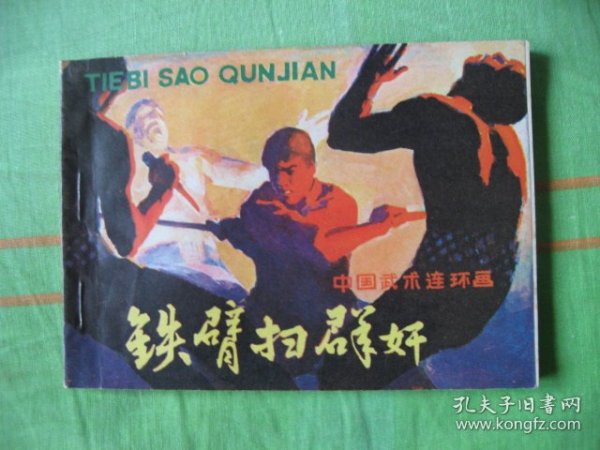 TIEBI SAO QUNJIAN
中国武术连环画
铁臂扫群奸
孔夫子旧书网
www.kongfz.com